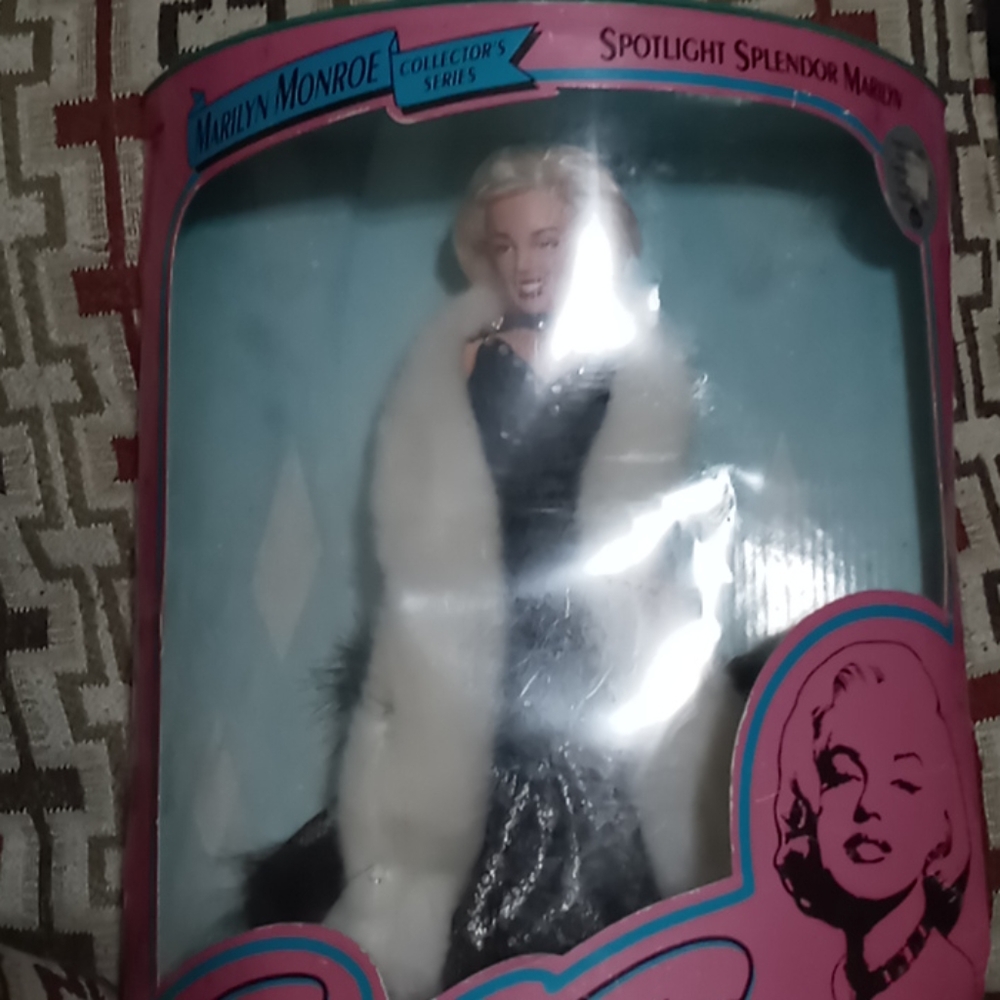 MARILYN MONROE
COLLECTOR'S
SERIES
SPOTLIGHT SPLENDOR MARILYN